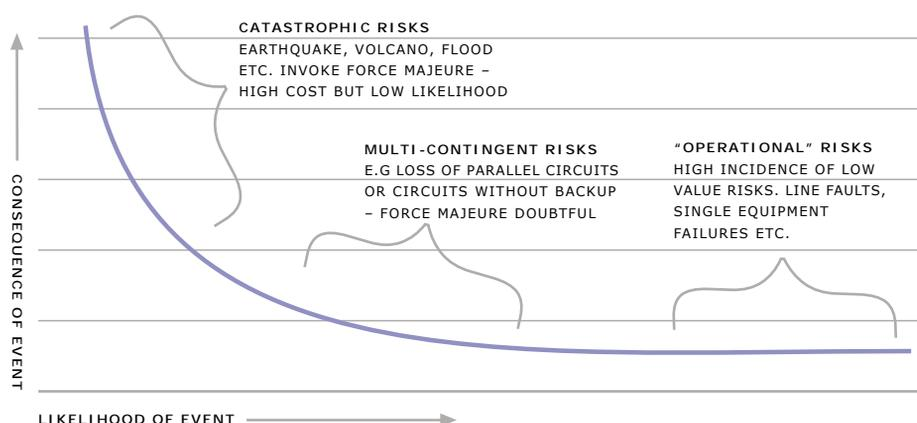 CATASTROPHIC RISKS
EARTHQUAKE, VOLCANO, FLOOD
ETC. INVOKE FORCE MAJEURE –
HIGH COST BUT LOW LIKELIHOOD
MULTI-CONTINGENT RISKS
E.G LOSS OF PARALLEL CIRCUITS
OR CIRCUITS WITHOUT BACKUP
– FORCE MAJEURE DOUBTFUL
“OPERATIONAL” RISKS
HIGH INCIDENCE OF LOW
VALUE RISKS. LINE FAULTS,
SINGLE EQUIPMENT
FAILURES ETC.
CONSEQUENCE OF EVENT
LIKELIHOOD OF EVENT